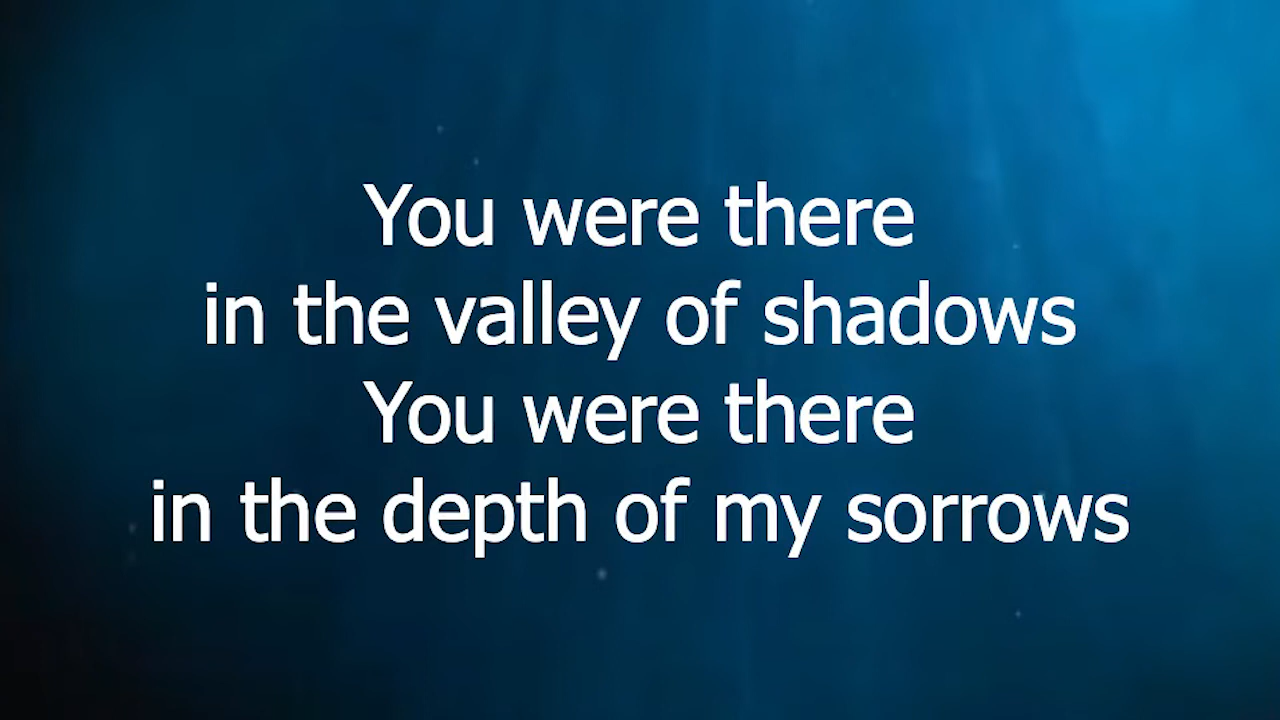 You were there
in the valley of shadows
You were there
in the depth of my sorrows